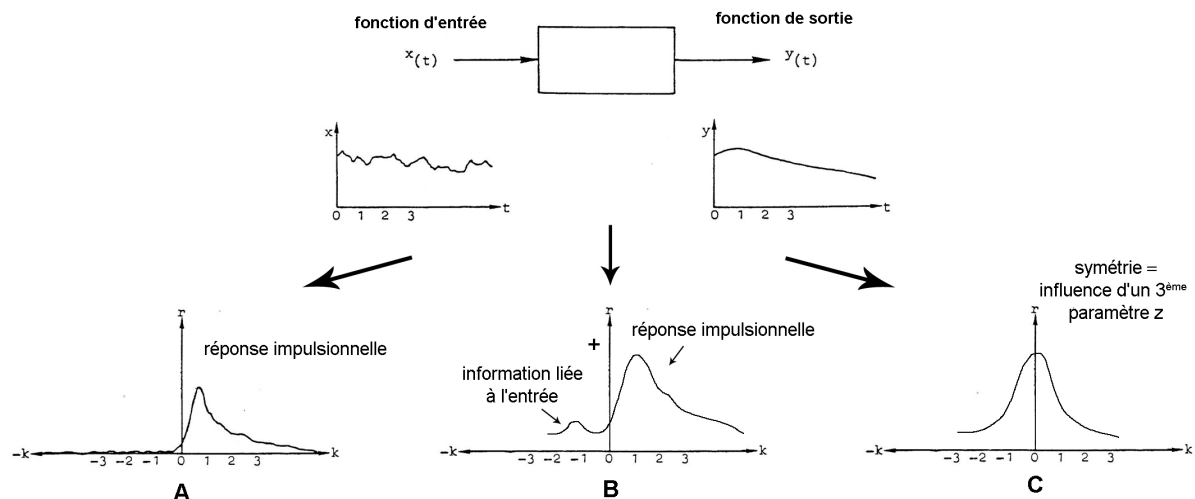 fonction d'entrée
fonction de sortie
x(t)
y(t)
x
0 1 2 3
t
y
0 1 2 3
t
symétrie =
influence d'un 3ème
paramètre z
r
réponse impulsionnelle
-k
-3 -2 -1 0 1 2 3
k
A
r
+
réponse impulsionnelle
information liée
à l'entrée
-k
-3 -2 -1 0 1 2 3
k
B
r
-k
-3 -2 -1 0 1 2 3
k
C